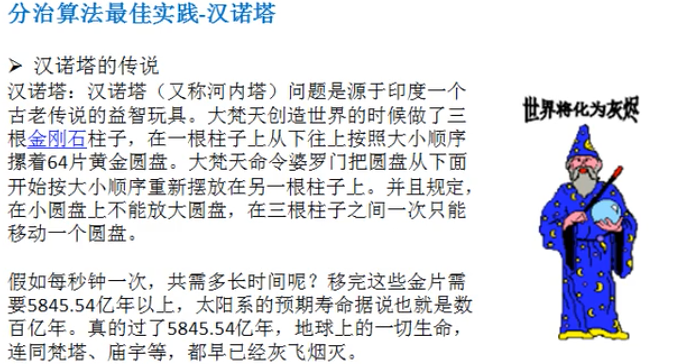 分治算法最佳实践-汉诺塔
➢ 汉诺塔的传说
汉诺塔：汉诺塔（又称河内塔）问题是源于印度一个
古老传说的益智玩具。大梵天创造世界的时候做了三
根金刚石柱子，在一根柱子上从下往上按照大小顺序
摞着64片黄金圆盘。大梵天命令婆罗门把圆盘从下面
开始按大小顺序重新摆放在另一根柱子上。并且规定，
在小圆盘上不能放大圆盘，在三根柱子之间一次只能
移动一个圆盘。
假如每秒钟一次，共需多长时间呢？移完这些金片需
要5845.54亿年以上，太阳系的预期寿命据说也就是数
百亿年。真的过了5845.54亿年，地球上的一切生命，
连同梵塔、庙宇等，都早已经灰飞烟灭。
世界将化为灰烬